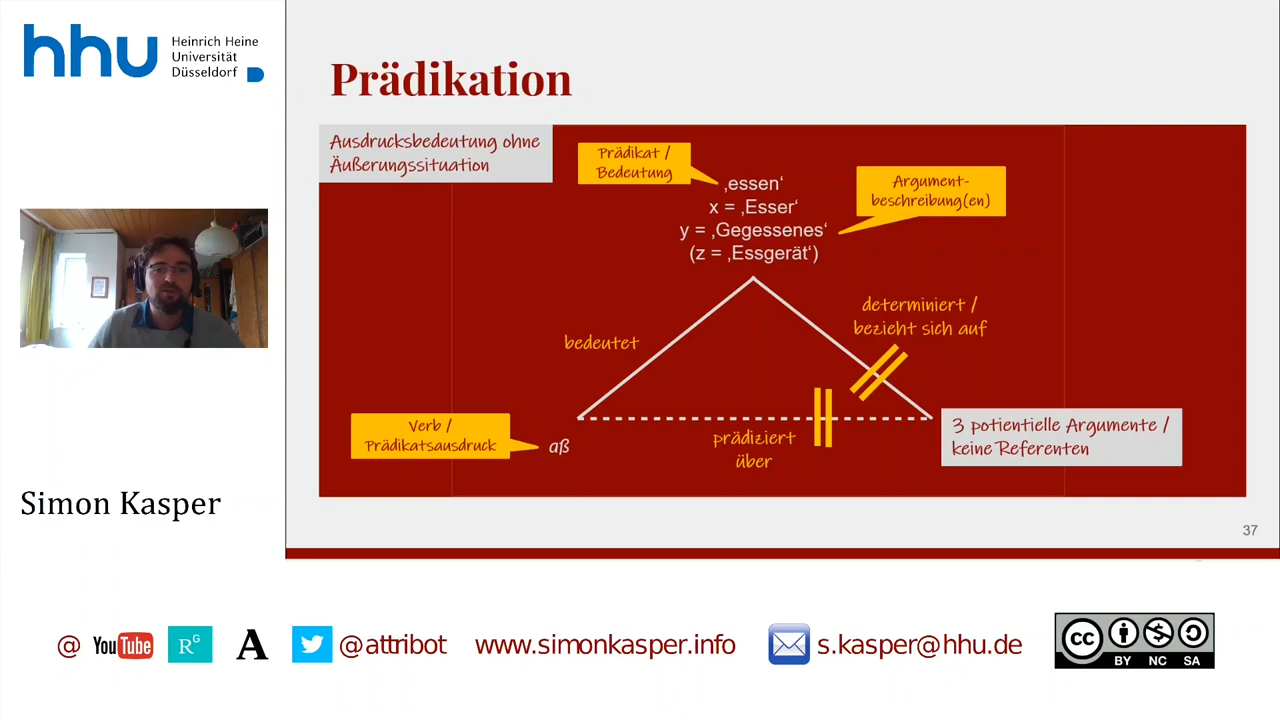 hhu
Heinrich Heine
Universität
Düsseldorf
Prädikation
Ausdrucksbedeutung ohne
Äußerungssituation
Prädikat /
Bedeutung
‚essen‘
x = ‚Esser‘
y = ‚Gegessenes‘
(z = ‚Essgerät‘)
Argument-
beschreibung(en)
determiniert /
bezieht sich auf
bedeutet
Verb /
Prädikatsausdruck
aß
prädiziert
über
3 potientielle Argumente /
keine Referenten
Simon Kasper
37
@ YouTube RG A @attribot www.simonkasper.info s.kasper@hhu.de
cc
BY NC SA